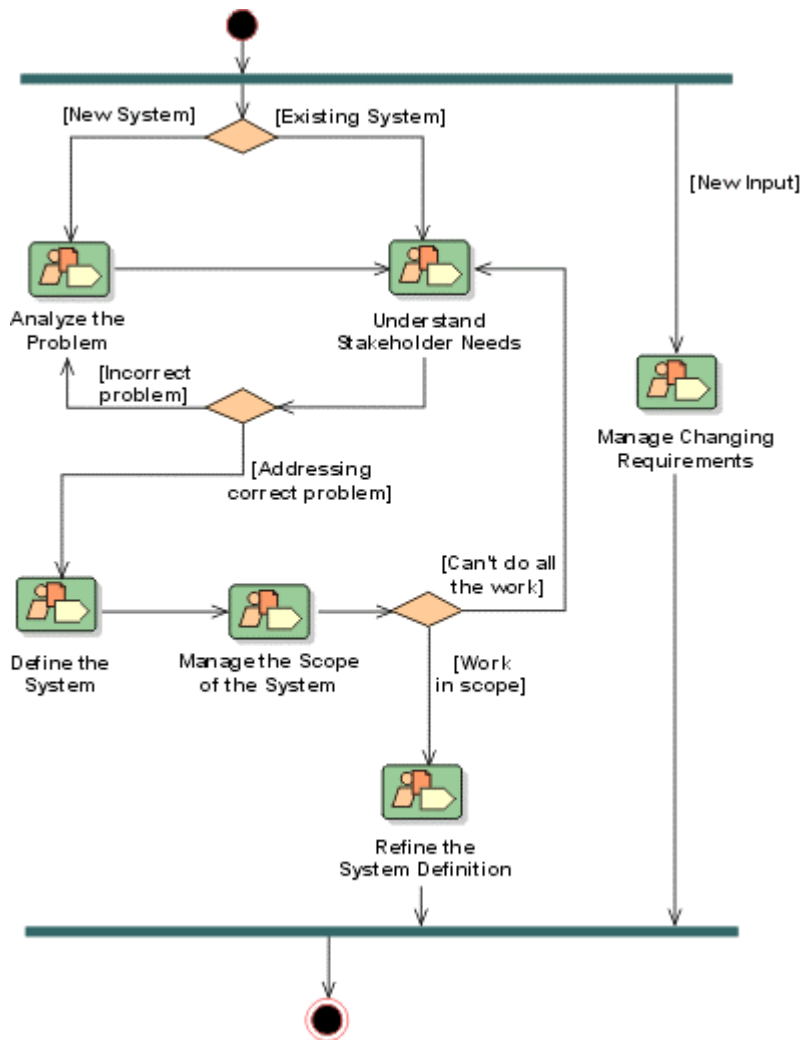 [New System]
[Existing System]
[New Input]
Analyze the
Problem
Understand
Stakeholder Needs
[Incorrect
problem]
Manage Changing
Requirements
[Addressing
correct problem]
[Can't do all
the work]
Define the
System
Manage the Scope
of the System
[Work
in scope]
Refine the
System Definition